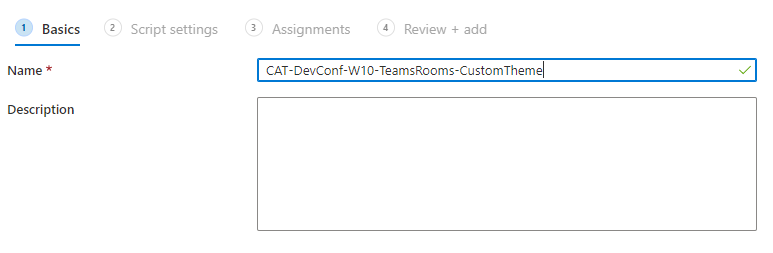 1 Basics 2 Script settings 3 Assignments 4 Review + add
Name * CAT-DevConf-W10-TeamsRooms-CustomTheme
Description